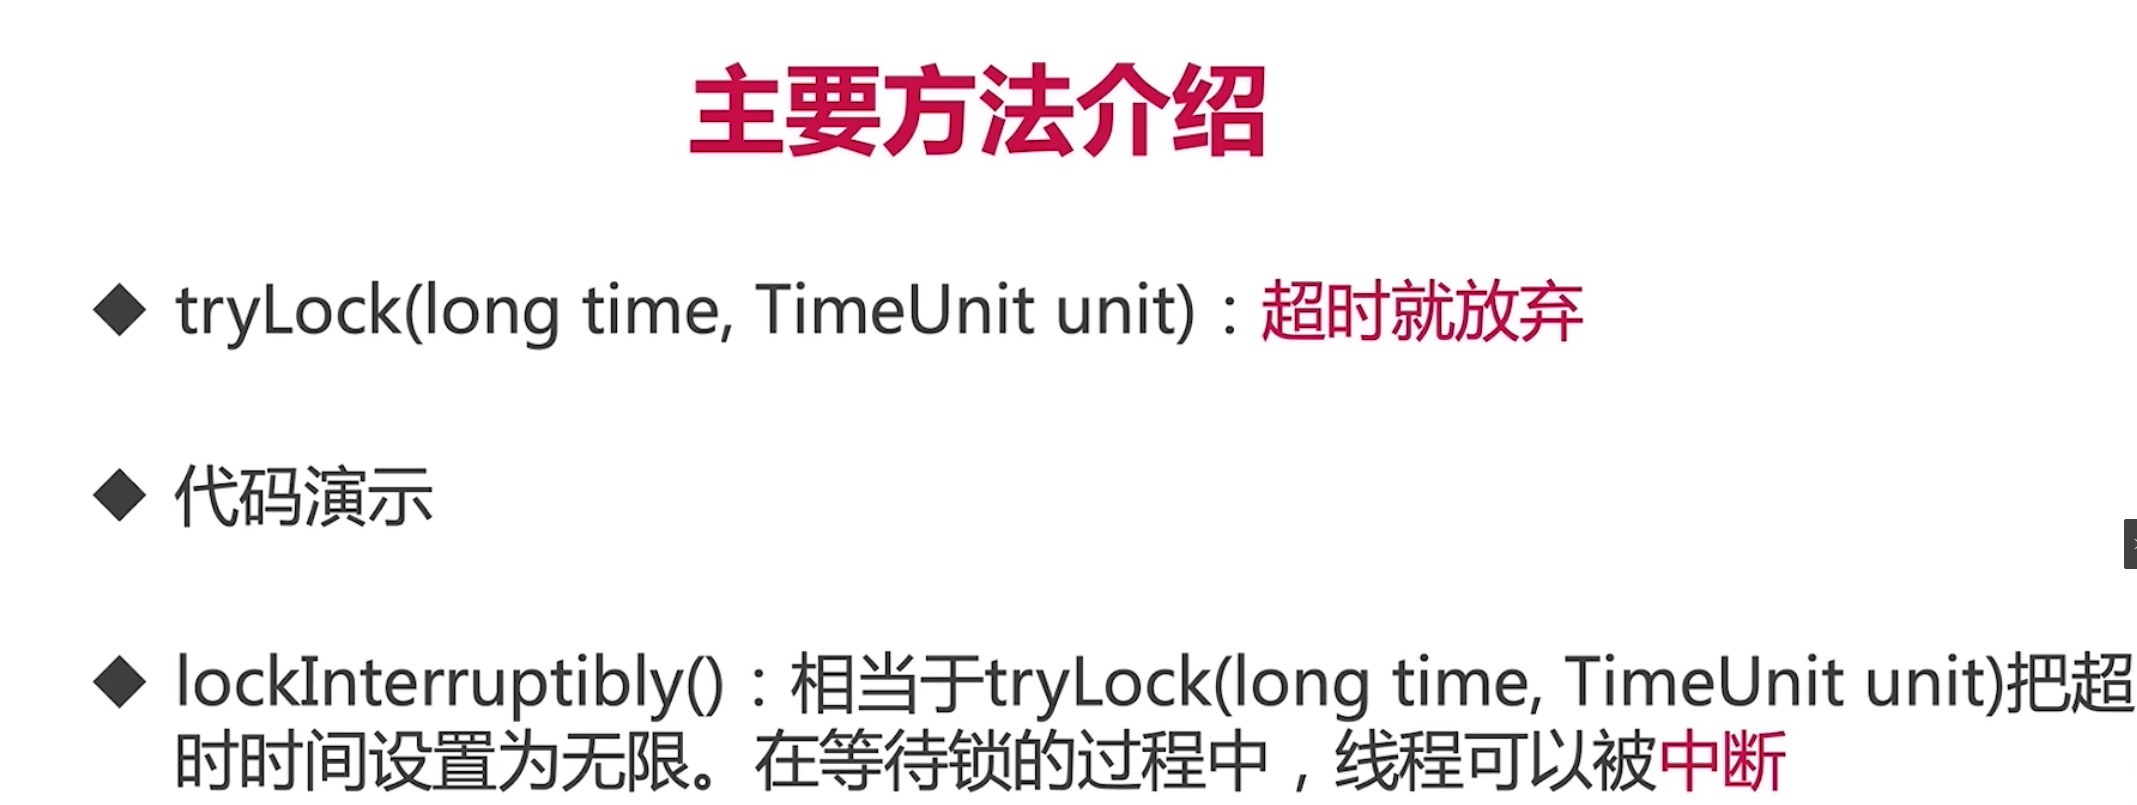 主要方法介绍
◆ tryLock(long time, TimeUnit unit)：超时就放弃
◆ 代码演示
◆ lockInterruptibly()：相当于tryLock(long time, TimeUnit unit)把超
时时间设置为无限。在等待锁的过程中，线程可以被中断